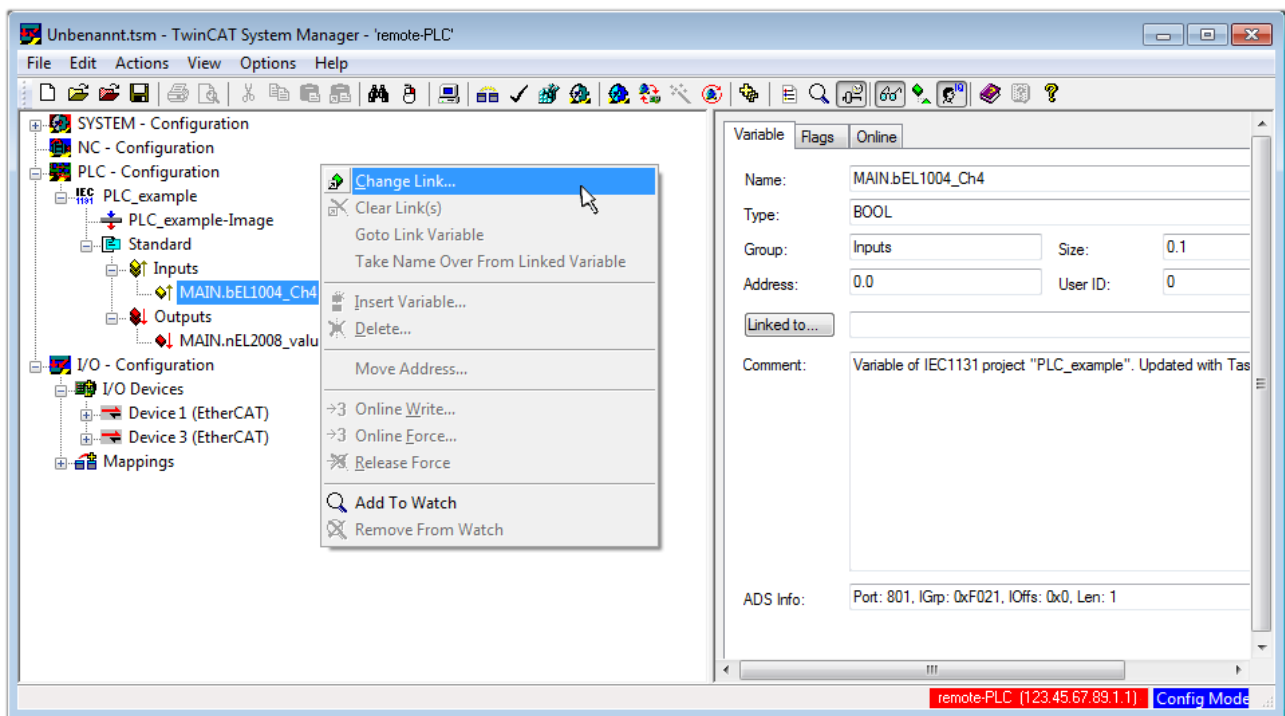 Unbenannt.tsm - TwinCAT System Manager - 'remote-PLC'
File Edit Actions View Options Help
SYSTEM - Configuration
NC - Configuration
PLC - Configuration
IEC 1131 PLC_example
PLC_example-Image
Standard
Inputs
MAIN.bEL1004_Ch4
Outputs
MAIN.nEL2008_valu
I/O - Configuration
I/O Devices
Device 1 (EtherCAT)
Device 3 (EtherCAT)
Mappings
Change Link...
Clear Link(s)
Goto Link Variable
Take Name Over From Linked Variable
Insert Variable...
Delete...
Move Address...
→3 Online Write...
→3 Online Force...
Release Force
Add To Watch
Remove From Watch
Variable Flags Online
Name: MAIN.bEL1004_Ch4
Type: BOOL
Group: Inputs Size: 0.1
Address: 0.0 User ID: 0
Linked to...
Comment: Variable of IEC1131 project "PLC_example". Updated with Tas
ADS Info: Port: 801, IGrp: 0xF021, IOffs: 0x0, Len: 1
remote-PLC (123.45.67.89.1.1) Config Mode